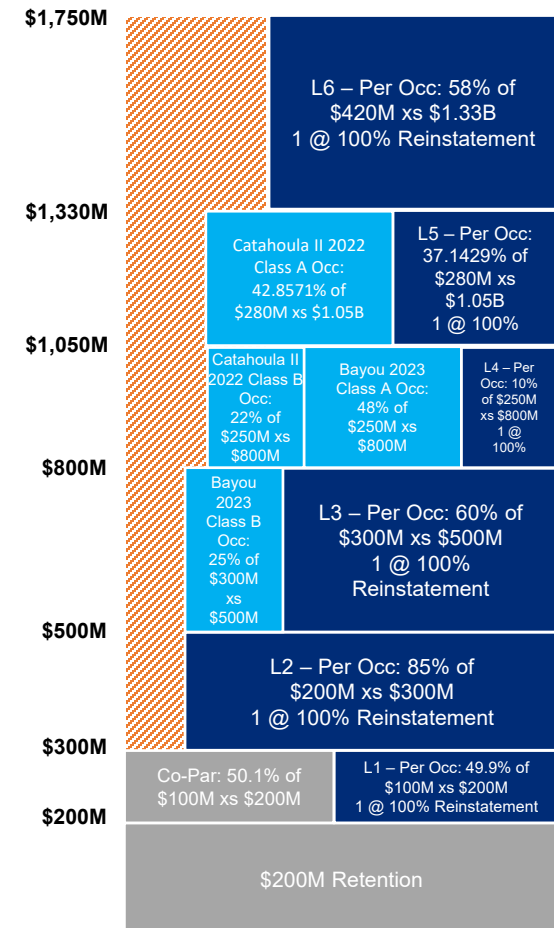 $1,750M
L6 – Per Occ: 58% of
$420M xs $1.33B
1 @ 100% Reinstatement
$1,330M
Catahoula II 2022
Class A Occ:
42.8571% of
$280M xs $1.05B
L5 – Per Occ:
37.1429% of
$280M xs
$1.05B
1 @ 100%
$1,050M
Catahoula II
2022 Class B
Occ:
22% of
$250M xs
$800M
Bayou 2023
Class A Occ:
48% of
$250M xs
$800M
L4 – Per
Occ: 10%
of $250M
xs $800M
1 @
100%
$800M
Bayou
2023
Class B
Occ:
25% of
$300M
xs
$500M
L3 – Per Occ: 60% of
$300M xs $500M
1 @ 100%
Reinstatement
$500M
L2 – Per Occ: 85% of
$200M xs $300M
1 @ 100% Reinstatement
$300M
Co-Par: 50.1% of
$100M xs $200M
L1 – Per Occ: 49.9% of
$100M xs $200M
1 @ 100% Reinstatement
$200M
$200M Retention